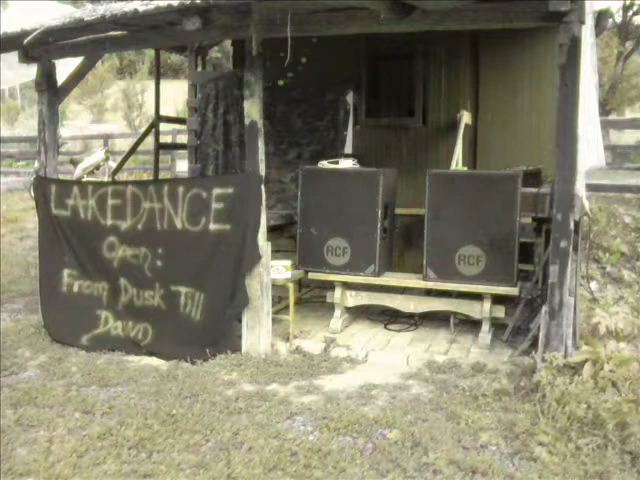 LAKEDANCE
Open:
From Dusk Till
Dawn
RCF
RCF